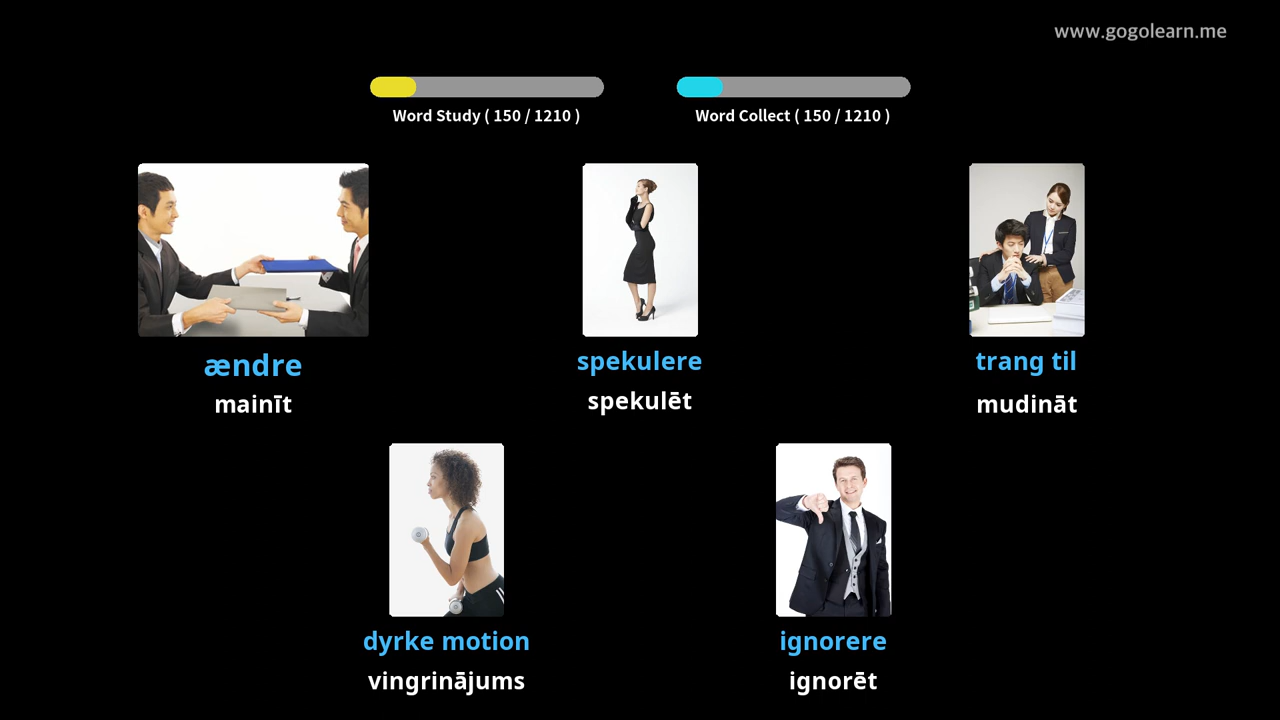 www.gogolearn.me
Word Study ( 150 / 1210 )
Word Collect ( 150 / 1210 )
ændre
mainīt
spekulere
spekulēt
trang til
mudināt
dyrke motion
vingrinājums
ignorere
ignorēt